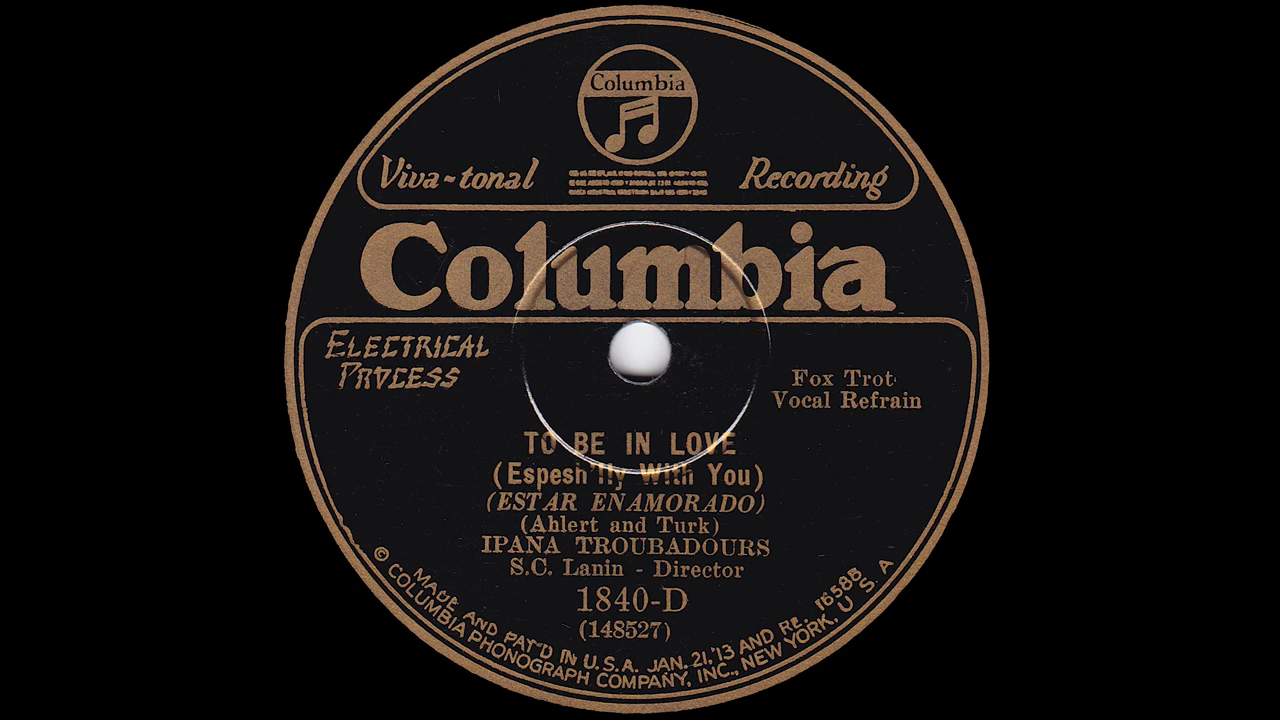 Columbia
Viva-tonal Recording
Columbia
ELECTRICAL
PROCESS
Fox Trot
Vocal Refrain
TO BE IN LOVE
(Espesh'lly With You)
(ESTAR ENAMORADO)
(Ahlert and Turk)
IPANA TROUBADOURS
S.C. Lanin - Director
1840-D
(148527)
MADE AND PAT'D IN U.S.A. JAN. 21,'13 AND RE. 16588
© COLUMBIA PHONOGRAPH COMPANY, INC., NEW YORK, U.S.A